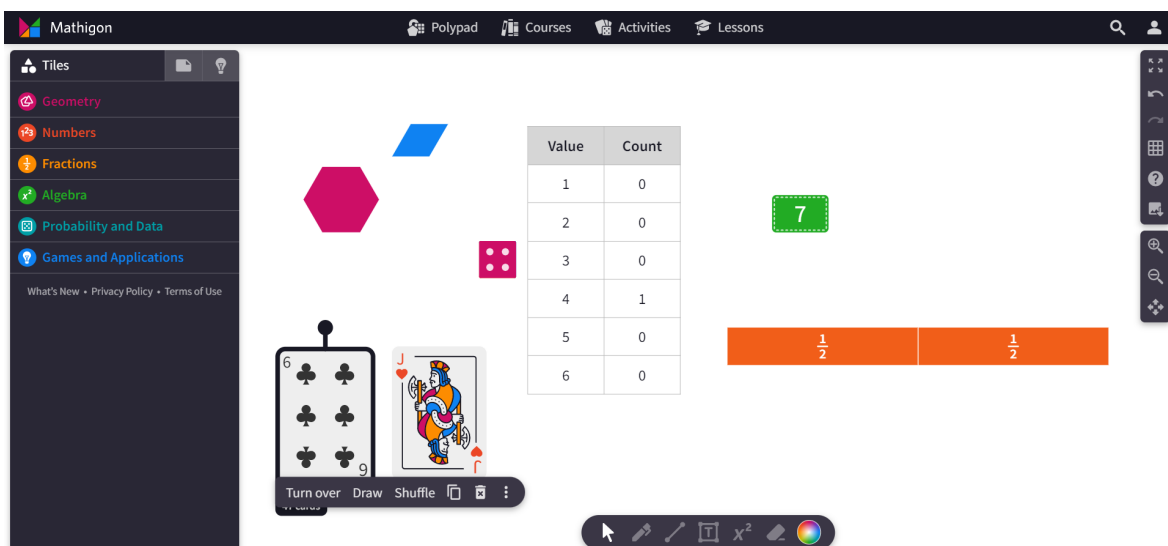 Mathigon
Polypad
Courses
Activities
Lessons
Tiles
Geometry
Numbers
Fractions
Algebra
Probability and Data
Games and Applications
What's New • Privacy Policy • Terms of Use
Value Count
1 0
2 0
3 0
4 1
5 0
6 0
7
1/2 1/2
6
9
J
J
Turn over Draw Shuffle
T x²